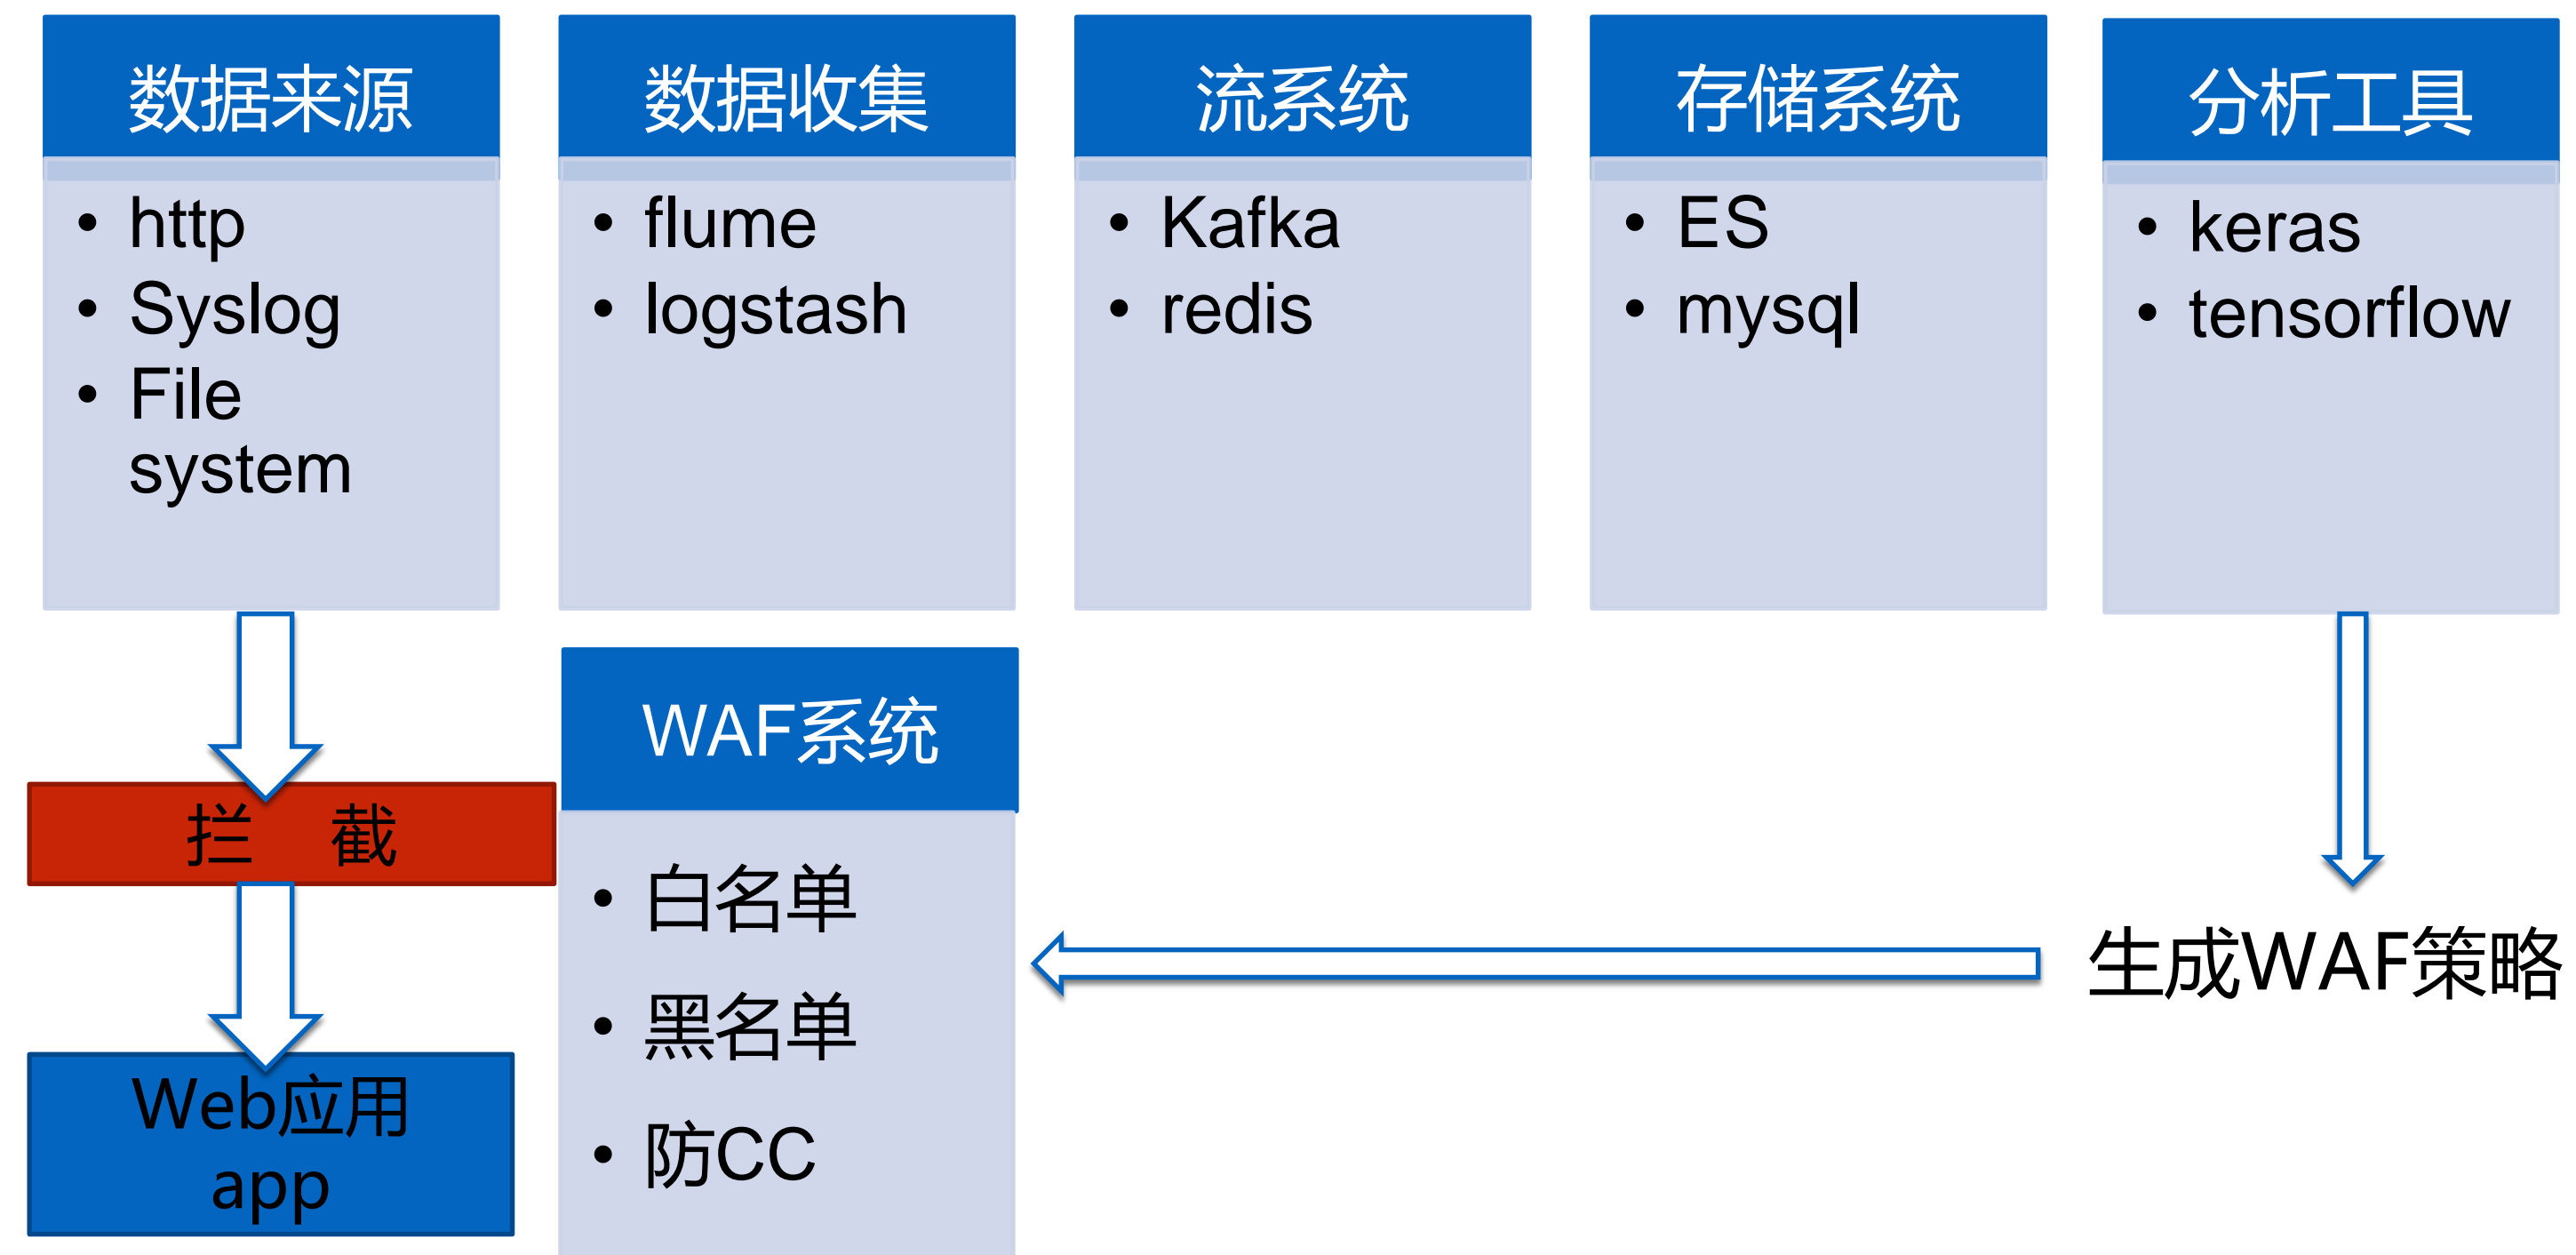 数据来源
• http
• Syslog
• File
system
数据收集
• flume
• logstash
流系统
• Kafka
• redis
存储系统
• ES
• mysql
分析工具
• keras
• tensorflow
拦 截
Web应用
app
WAF系统
• 白名单
• 黑名单
• 防CC
生成WAF策略